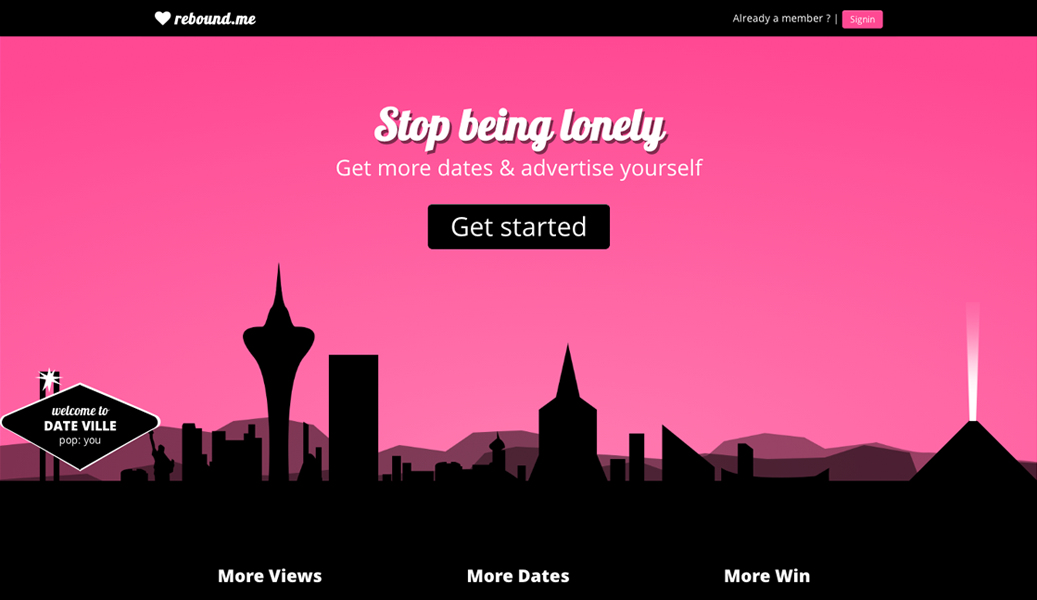 rebound.me
Already a member ? | Signin
Stop being lonely
Get more dates & advertise yourself
Get started
welcome to
DATE VILLE
pop: you
More Views
More Dates
More Win